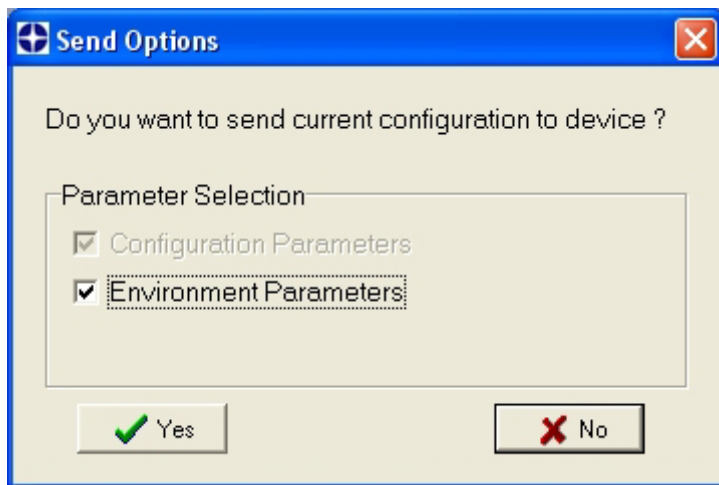 Send Options
Do you want to send current configuration to device ?
Parameter Selection
Configuration Parameters
Environment Parameters
Yes
No